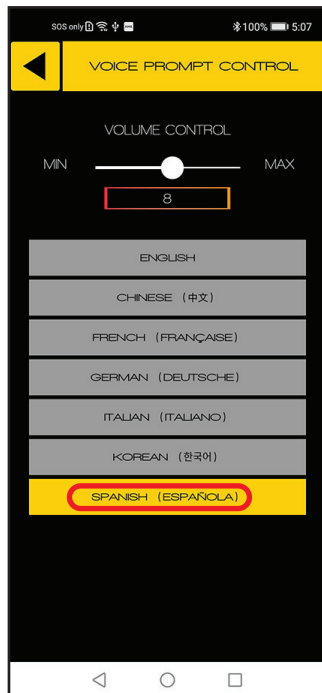 SOS only 100% 5:07
VOICE PROMPT CONTROL
VOLUME CONTROL
MIN MAX
8
ENGLISH
CHINESE (中文)
FRENCH (FRANÇAISE)
GERMAN (DEUTSCHE)
ITALIAN (ITALIANO)
KOREAN (한국어)
SPANISH (ESPAÑOLA)